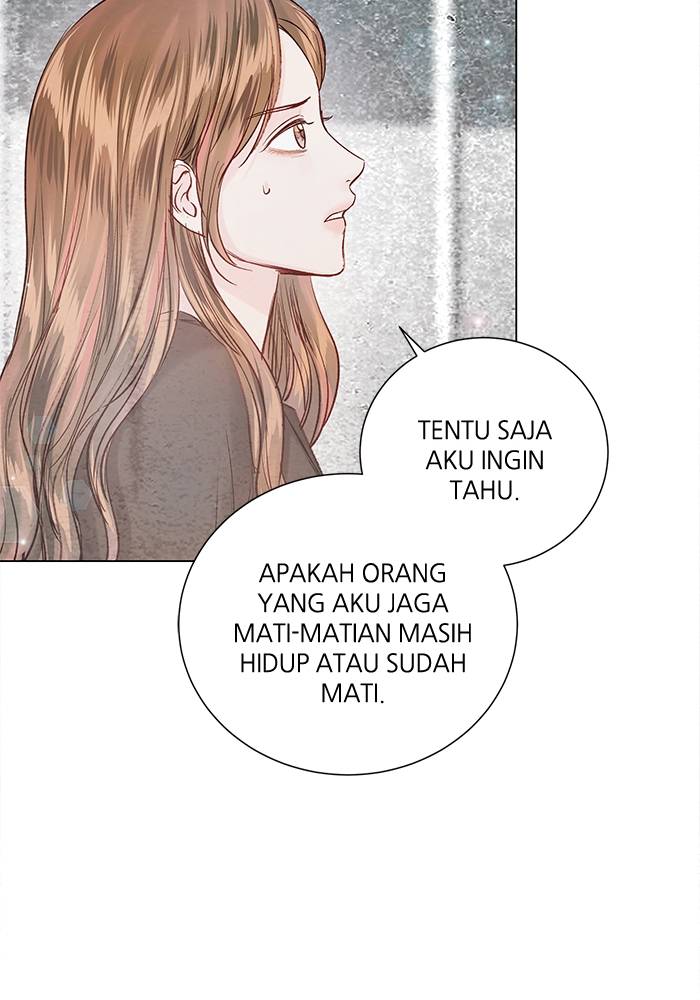 TENTU SAJA
AKU INGIN
TAHU.
APAKAH ORANG
YANG AKU JAGA
MATI-MATIAN MASIH
HIDUP ATAU SUDAH
MATI.